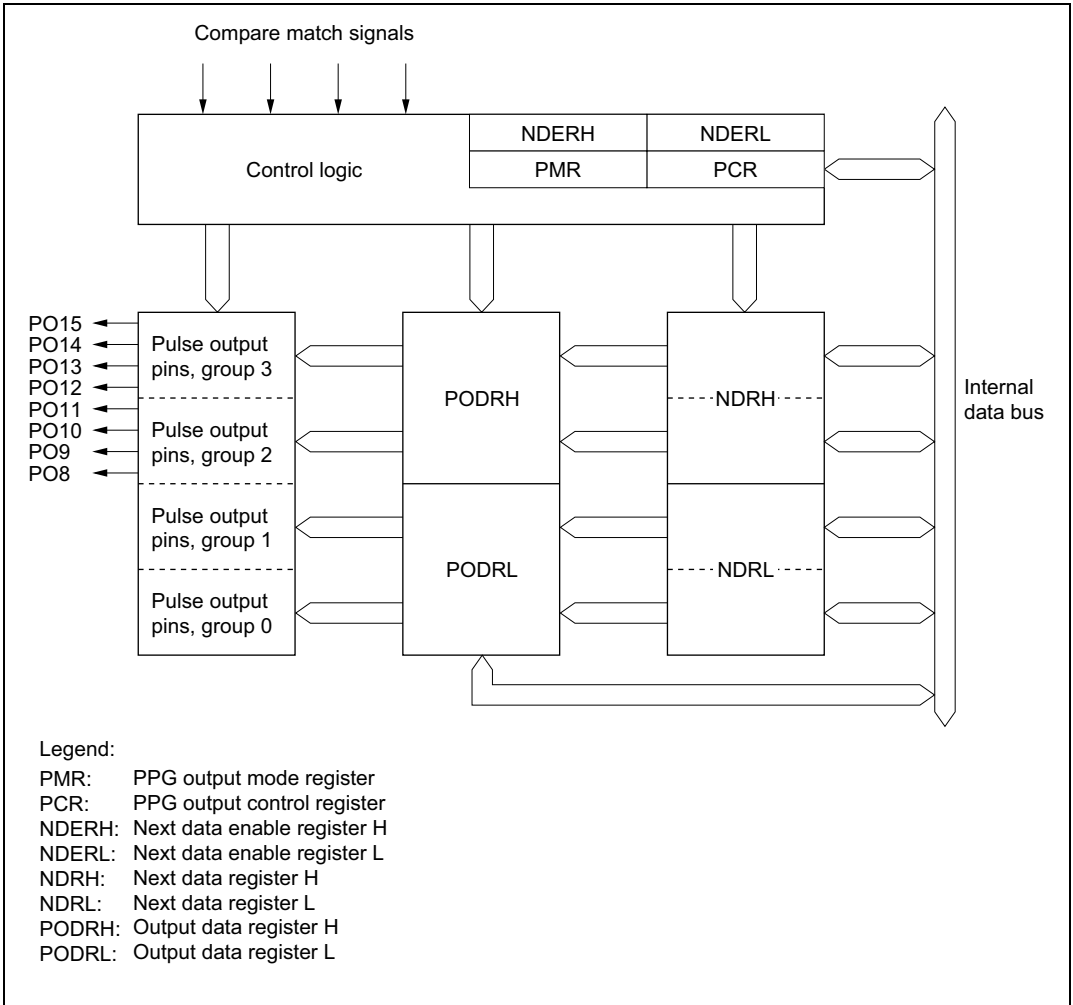 Compare match signals
Control logic
NDERH
NDERL
PMR
PCR
PO15
PO14
PO13
PO12
PO11
PO10
PO9
PO8
Pulse output
pins, group 3
Pulse output
pins, group 2
Pulse output
pins, group 1
Pulse output
pins, group 0
PODRH
PODRL
NDRH
NDRL
Internal
data bus
Legend:
PMR: PPG output mode register
PCR: PPG output control register
NDERH: Next data enable register H
NDERL: Next data enable register L
NDRH: Next data register H
NDRL: Next data register L
PODRH: Output data register H
PODRL: Output data register L